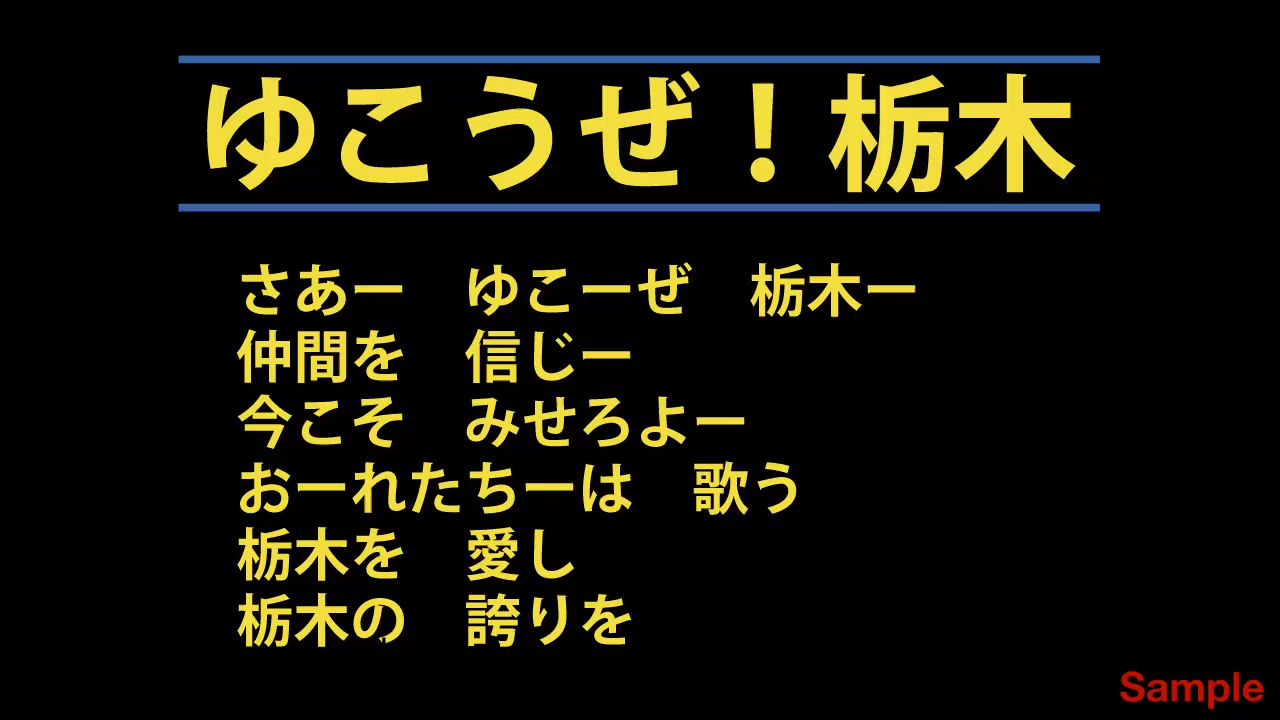 ゆこうぜ！栃木
さあー　ゆこーぜ　栃木ー
仲間を　信じー
今こそ　みせろよー
おーれたちーは　歌う
栃木を　愛し
栃木の　誇りを
Sample